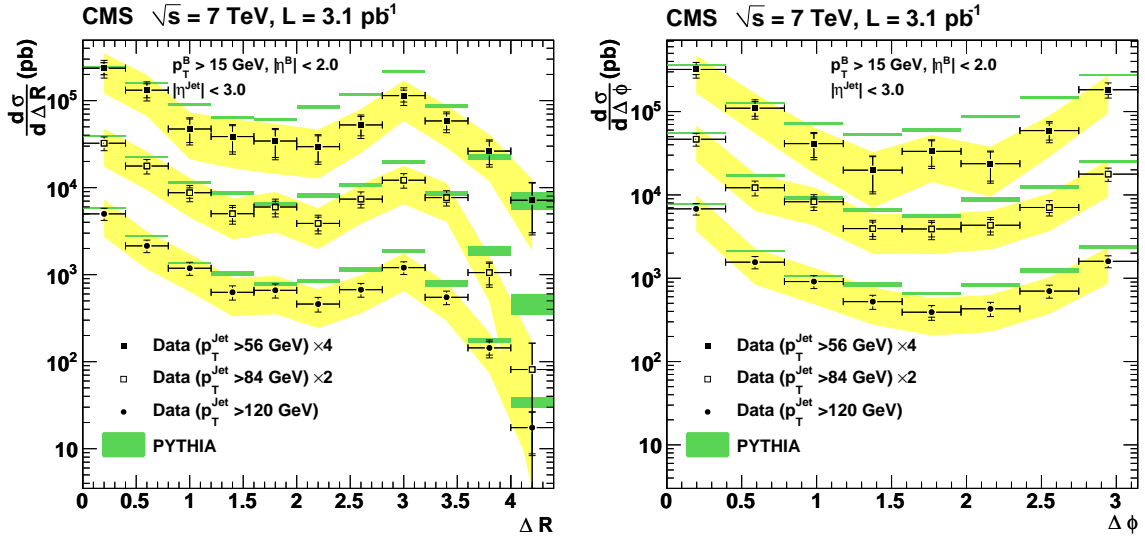 CMS √s = 7 TeV, L = 3.1 pb⁻¹
dσ/dΔR (pb)
p_T^B > 15 GeV, |η^B| < 2.0
|η^Jet| < 3.0
10⁵
10⁴
10³
10²
10
Data (p_T^Jet >56 GeV) ×4
Data (p_T^Jet >84 GeV) ×2
Data (p_T^Jet >120 GeV)
PYTHIA
0 0.5 1 1.5 2 2.5 3 3.5 4
Δ R
CMS √s = 7 TeV, L = 3.1 pb⁻¹
dσ/dΔφ (pb)
p_T^B > 15 GeV, |η^B| < 2.0
|η^Jet| < 3.0
10⁵
10⁴
10³
10²
10
Data (p_T^Jet >56 GeV) ×4
Data (p_T^Jet >84 GeV) ×2
Data (p_T^Jet >120 GeV)
PYTHIA
0 0.5 1 1.5 2 2.5 3
Δ φ